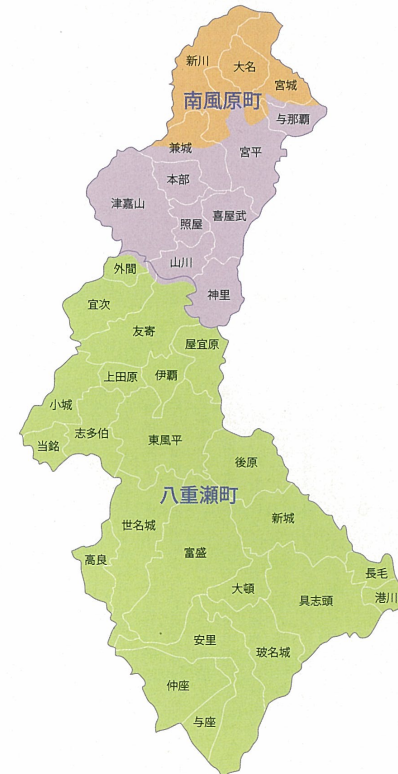 新川
大名
宮城
南風原町
与那覇
兼城
宮平
本部
津嘉山
喜屋武
照屋
山川
外間
神里
宜次
友寄
屋宜原
上田原
伊覇
小城
志多伯
当銘
東風平
後原
八重瀬町
世名城
新城
富盛
高良
長毛
大頓
具志頭
港川
安里
玻名城
仲座
与座